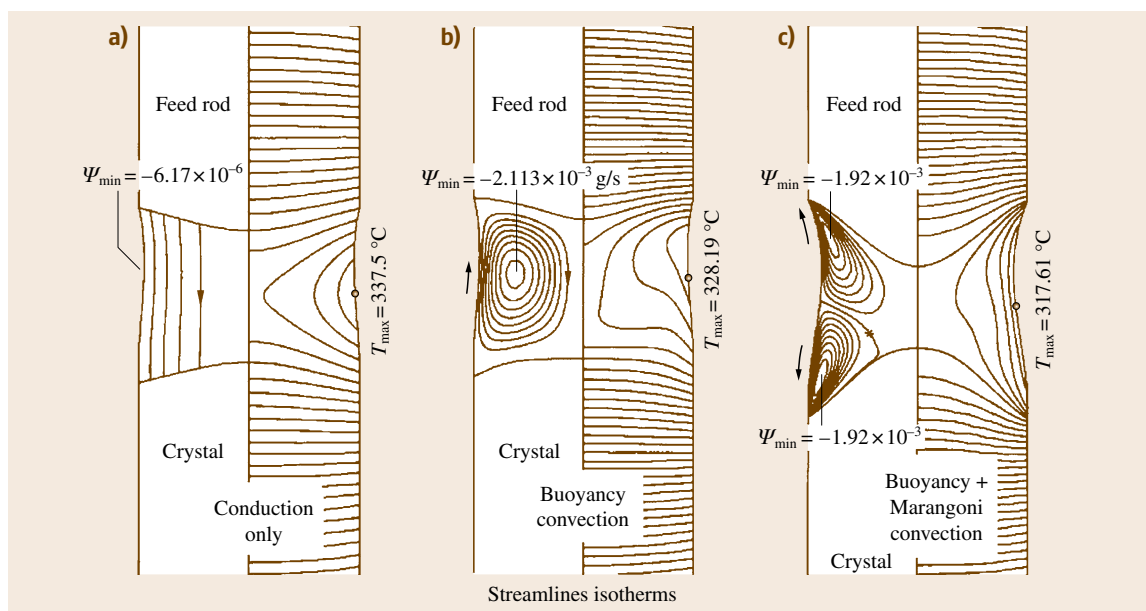 a)
Feed rod
Ψmin = −6.17 × 10⁻⁶
Tmax = 337.5 °C
Crystal
Conduction
only
b)
Feed rod
Ψmin = −2.113 × 10⁻³ g/s
Tmax = 328.19 °C
Crystal
Buoyancy
convection
c)
Feed rod
Ψmin = −1.92 × 10⁻³
Tmax = 317.61 °C
Ψmin = −1.92 × 10⁻³
Buoyancy +
Marangoni
convection
Crystal
Streamlines isotherms